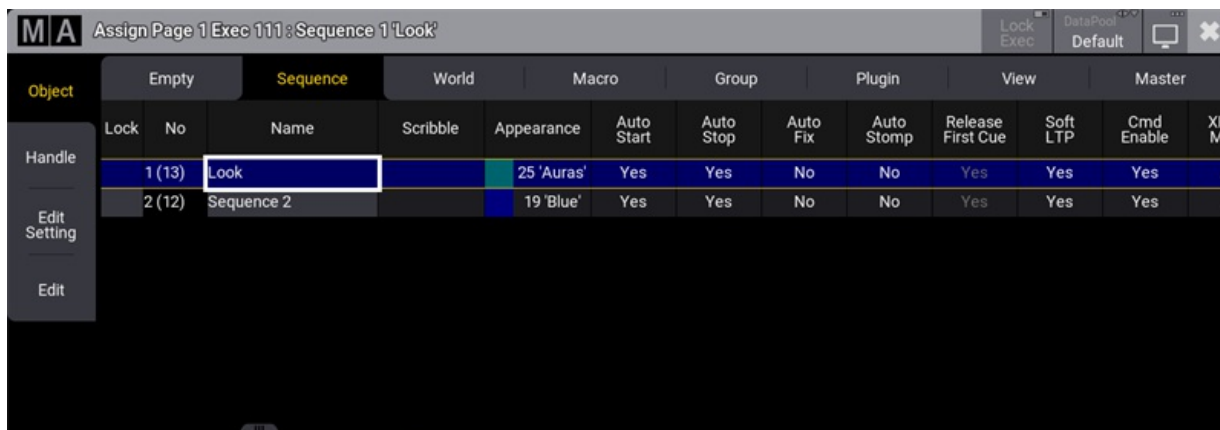 MA Assign Page 1 Exec 111 : Sequence 1 'Look' Lock Exec DataPool Default
Object Empty Sequence World Macro Group Plugin View Master
Lock No Name Scribble Appearance Auto Start Auto Stop Auto Fix Auto Stomp Release First Cue Soft LTP Cmd Enable
Handle
1 (13) Look 25 'Auras' Yes Yes No No Yes Yes Yes
2 (12) Sequence 2 19 'Blue' Yes Yes No No Yes Yes Yes
Edit Setting
Edit